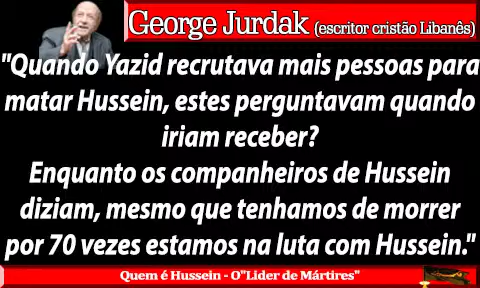 George Jurdak (escritor cristão Libanês)
"Quando Yazid recrutava mais pessoas para
matar Hussein, estes perguntavam quando
iriam receber?
Enquanto os companheiros de Hussein
diziam, mesmo que tenhamos de morrer
por 70 vezes estamos na luta com Hussein."
Quem é Hussein - O"Lider de Mártires"